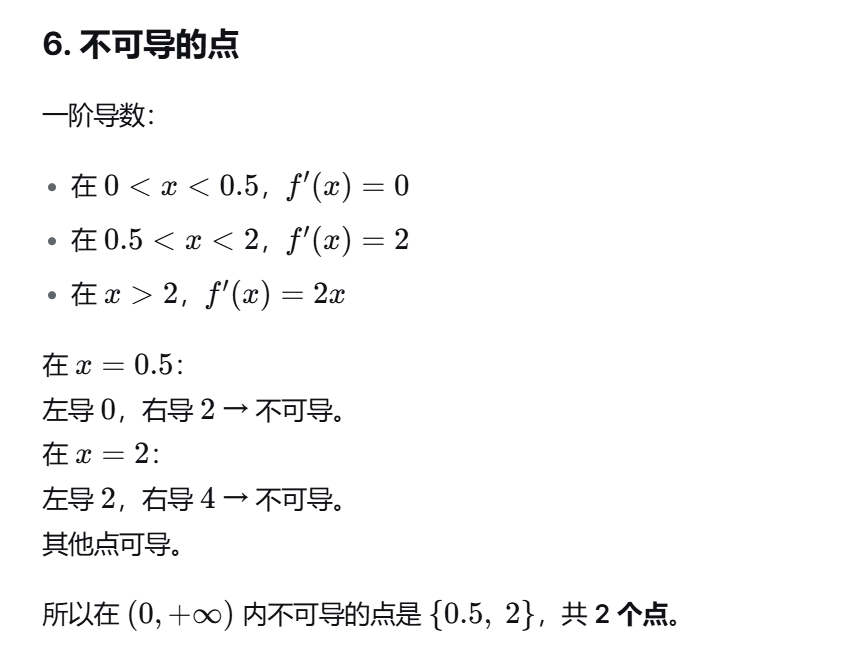 6. 不可导的点
一阶导数：
• 在 0 < x < 0.5，f′(x) = 0
• 在 0.5 < x < 2，f′(x) = 2
• 在 x > 2，f′(x) = 2x
在 x = 0.5：
左导 0，右导 2 → 不可导。
在 x = 2：
左导 2，右导 4 → 不可导。
其他点可导。
所以在 (0, +∞) 内不可导的点是 {0.5, 2}，共 2 个点。